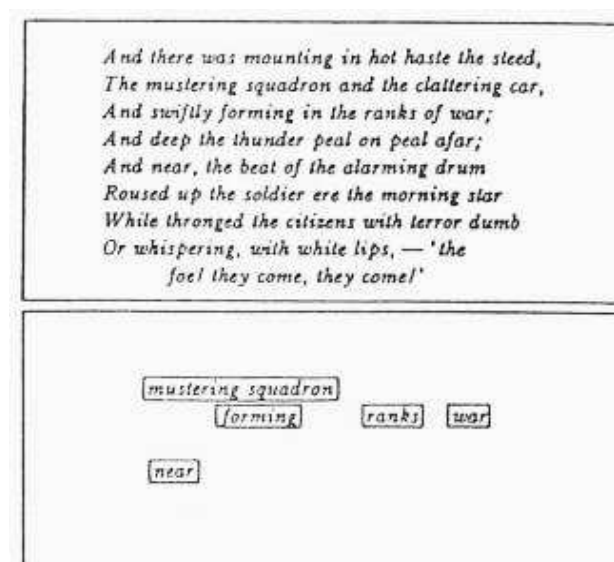 And there was mounting in hot haste the steed,
The mustering squadron and the clattering car,
And swiftly forming in the ranks of war;
And deep the thunder peal on peal afar;
And near, the beat of the alarming drum
Roused up the soldier ere the morning star
While thronged the citizens with terror dumb
Or whispering, with white lips, — 'the
foe! they come, they come!'
mustering squadron
forming ranks war
near